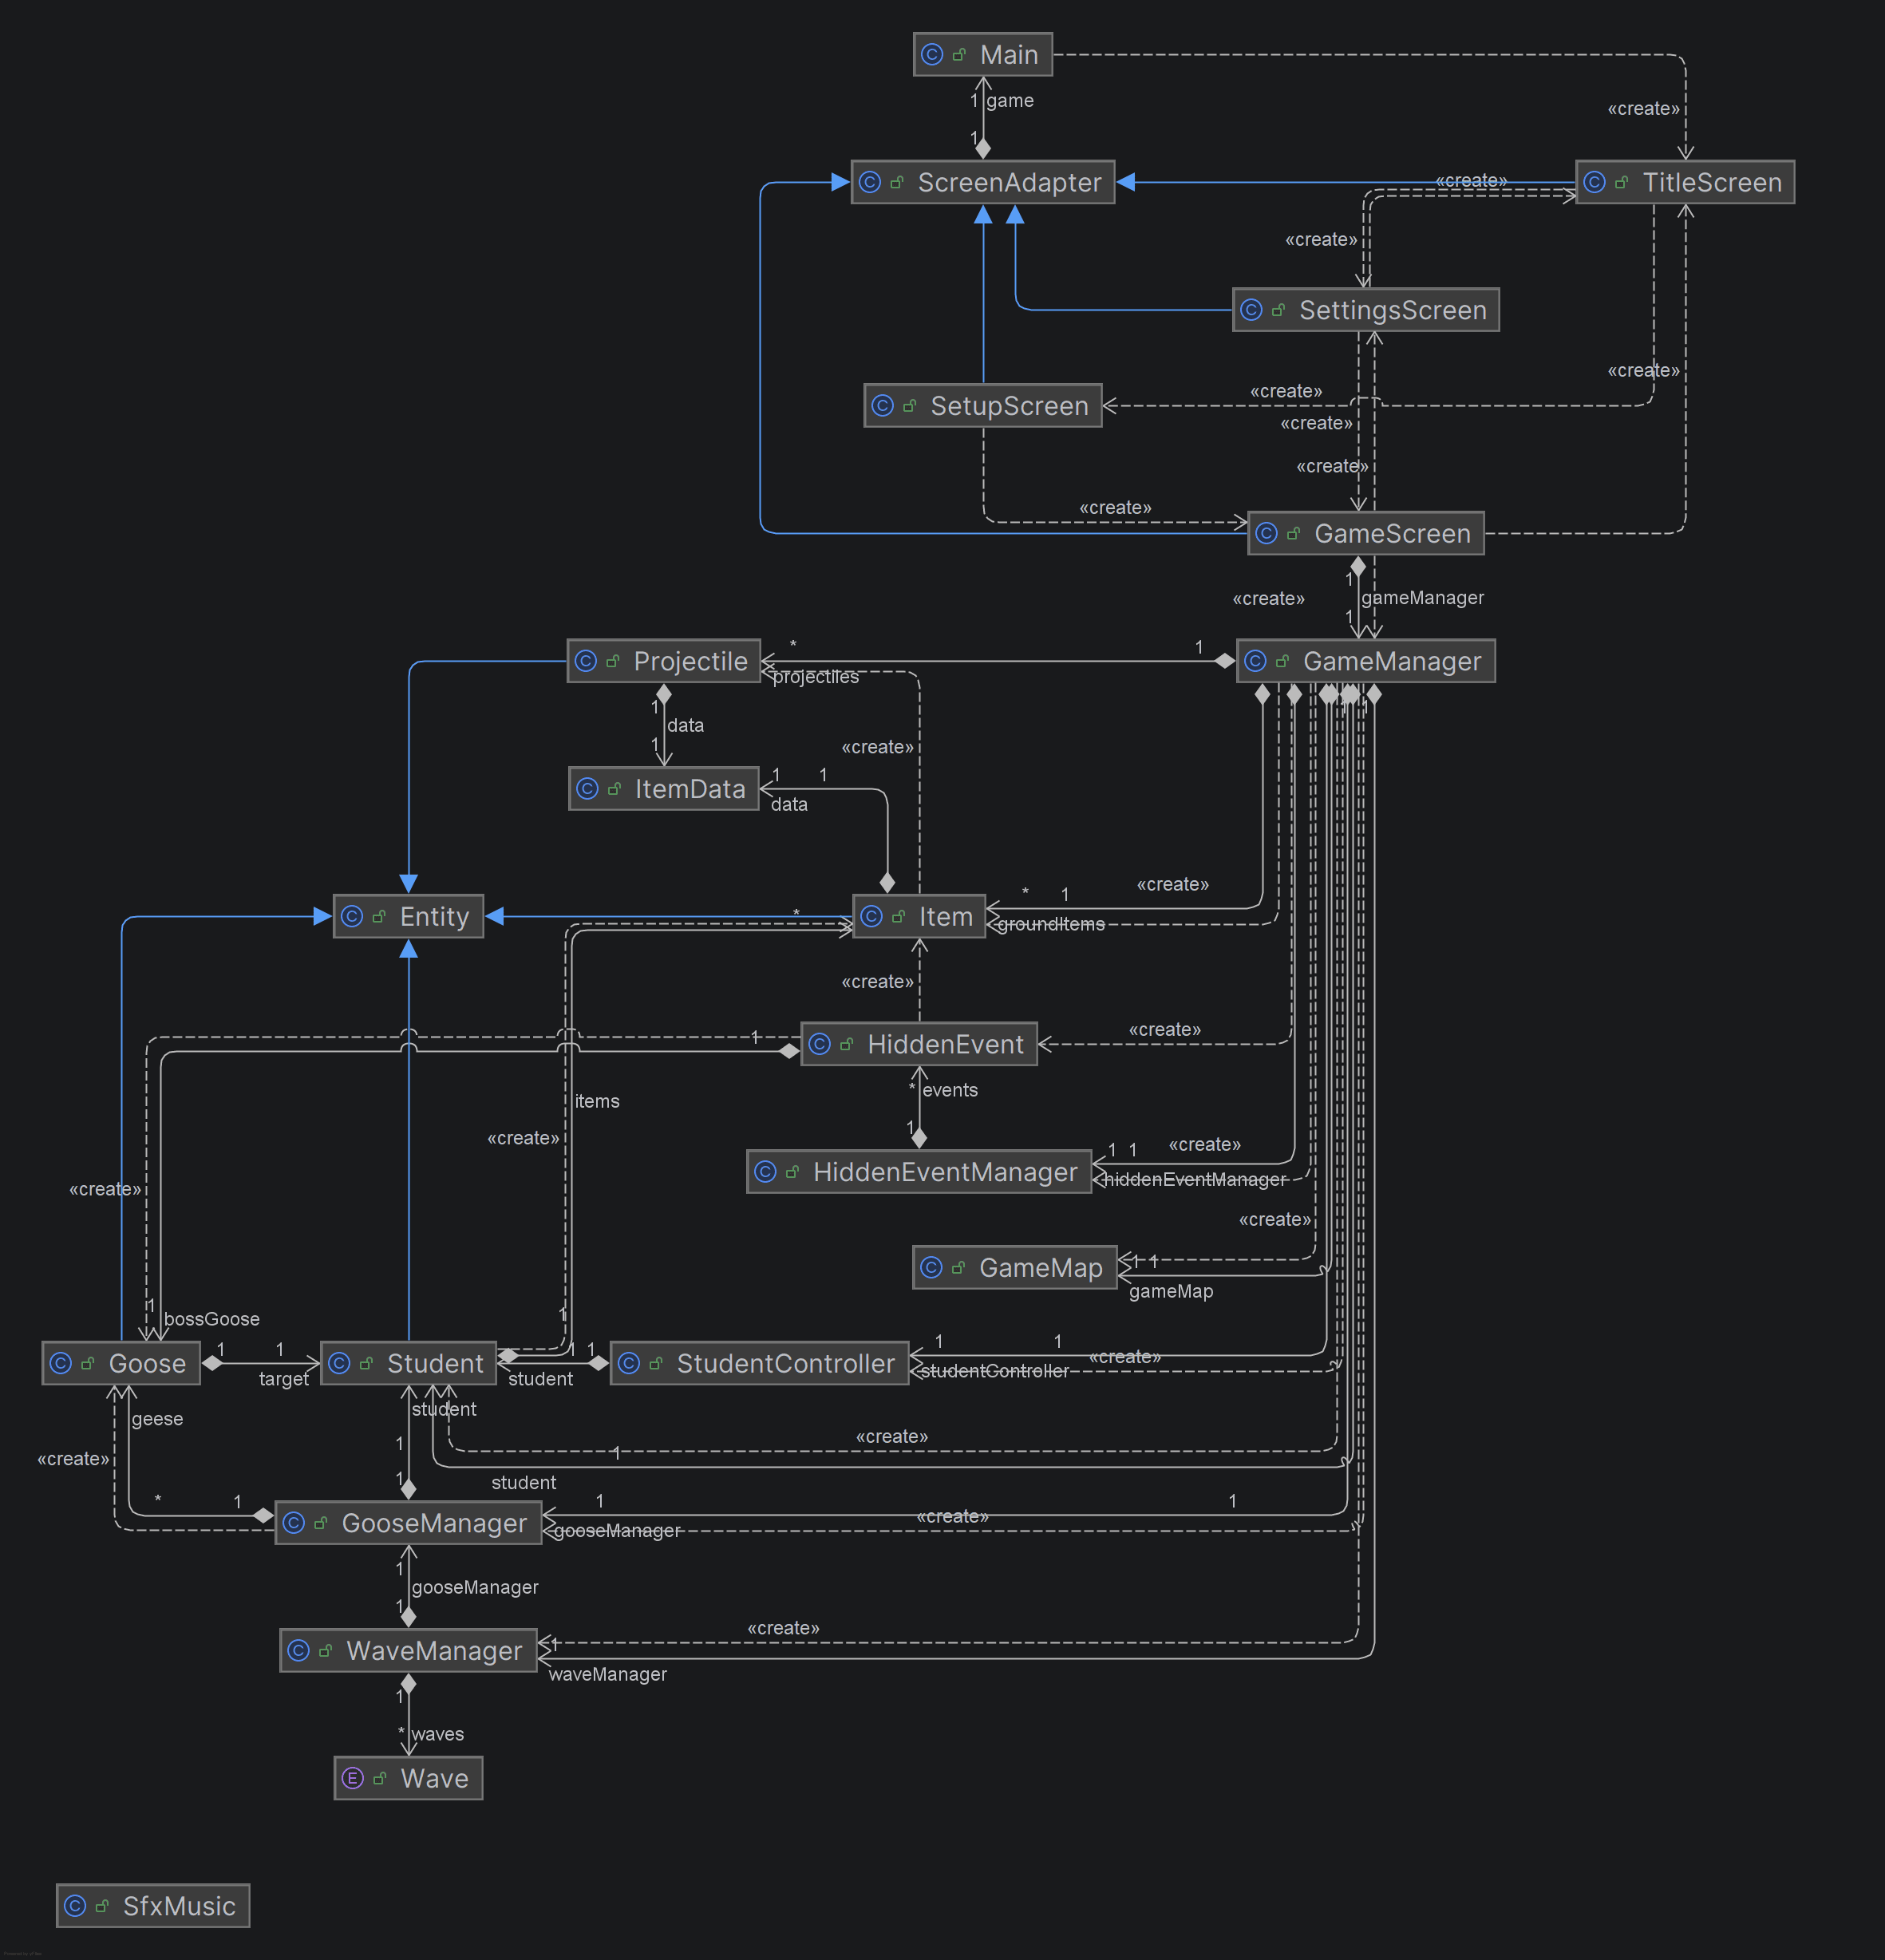 C Main
1 game
«create»
1
C ScreenAdapter
«create»
C TitleScreen
«create»
C SettingsScreen
«create»
«create»
C SetupScreen
«create»
«create»
«create»
C GameScreen
1
«create»
gameManager
1
* 1
C Projectile
C GameManager
projectiles
1
data
1
«create»
1 1
C ItemData
data
* 1 «create»
C Entity
*
C Item
groundItems
«create»
1
C HiddenEvent
«create»
* events
items
1
«create»
1 1 «create»
C HiddenEventManager
hiddenEventManager
«create»
«create»
1 1
C GameMap
gameMap
1
bossGoose
1
1 1
1 1
1 1
C Goose
C Student
C StudentController
«create»
target
student
studentController
student
geese
«create»
1
1
«create»
student
1
* 1
1 1
«create»
C GooseManager
gooseManager
1
gooseManager
1
«create»
1
C WaveManager
waveManager
1
* waves
E Wave
C SfxMusic